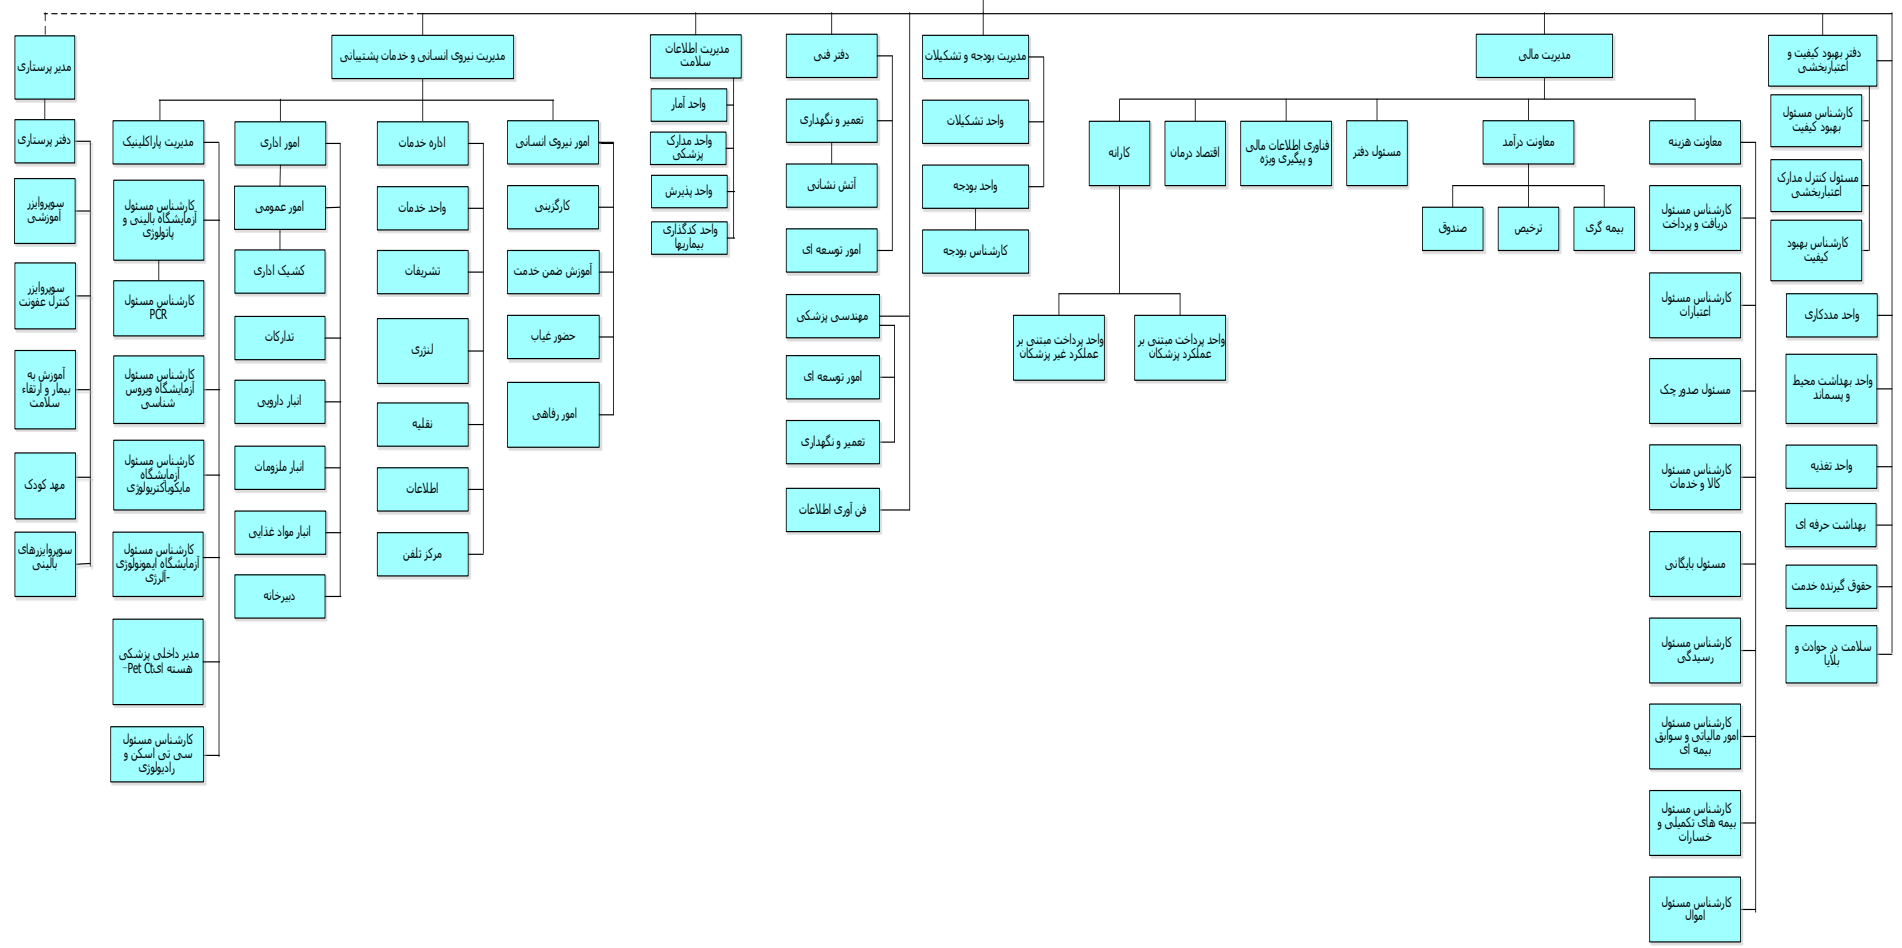 دفتر بهبود کیفیت و
اعتباربخشی
کارشناس مسئول
بهبود کیفیت
مسئول کنترل مدارک
اعتباربخشی
کارشناس بهبود
کیفیت
واحد مددکاری
واحد بهداشت محیط
و پسماند
واحد تغذیه
بهداشت حرفه ای
حقوق گیرنده خدمت
سلامت در حوادث و
بلایا
مدیریت مالی
معاونت هزینه
کارشناس مسئول
دریافت و پرداخت
کارشناس مسئول
اعتبارات
مسئول صدور چک
کارشناس مسئول
کالا و خدمات
مسئول بایگانی
کارشناس مسئول
رسیدگی
کارشناس مسئول
امور مالیاتی و سوابق
بیمه ای
کارشناس مسئول
بیمه های تکمیلی و
خسارات
کارشناس مسئول
اموال
معاونت درآمد
بیمه گری
ترخیص
صندوق
مسئول دفتر
فناوری اطلاعات مالی
و پیگیری ویژه
اقتصاد درمان
کارانه
واحد پرداخت مبتنی بر
عملکرد پزشکان
واحد پرداخت مبتنی بر
عملکرد غیر پزشکان
مدیریت بودجه و تشکیلات
واحد تشکیلات
واحد بودجه
کارشناس بودجه
دفتر فنی
تعمیر و نگهداری
آتش نشانی
امور توسعه ای
مهندسی پزشکی
امور توسعه ای
تعمیر و نگهداری
فن آوری اطلاعات
مدیریت اطلاعات
سلامت
واحد آمار
واحد مدارک
پزشکی
واحد پذیرش
واحد کدگذاری
بیماریها
مدیریت نیروی انسانی و خدمات پشتیبانی
امور نیروی انسانی
کارگزینی
آموزش ضمن خدمت
حضور غیاب
امور رفاهی
اداره خدمات
واحد خدمات
تشریفات
لنژری
نقلیه
اطلاعات
مرکز تلفن
امور اداری
امور عمومی
کشیک اداری
تدارکات
انبار دارویی
انبار ملزومات
انبار مواد غذایی
دبیرخانه
مدیریت پاراکلینیک
کارشناس مسئول
آزمایشگاه بالینی و
پاتولوژی
کارشناس مسئول
PCR
کارشناس مسئول
آزمایشگاه ویروس
شناسی
کارشناس مسئول
آزمایشگاه
مایکوباکتریولوژی
کارشناس مسئول
آزمایشگاه ایمونولوژی
-آلرژی
مدیر داخلی پزشکی
هسته ای-Pet Ct
کارشناس مسئول
سی تی اسکن و
رادیولوژی
مدیر پرستاری
دفتر پرستاری
سوپروایزر
آموزشی
سوپروایزر
کنترل عفونت
آموزش به
بیمار و ارتقاء
سلامت
مهد کودک
سوپروایزرهای
بالینی